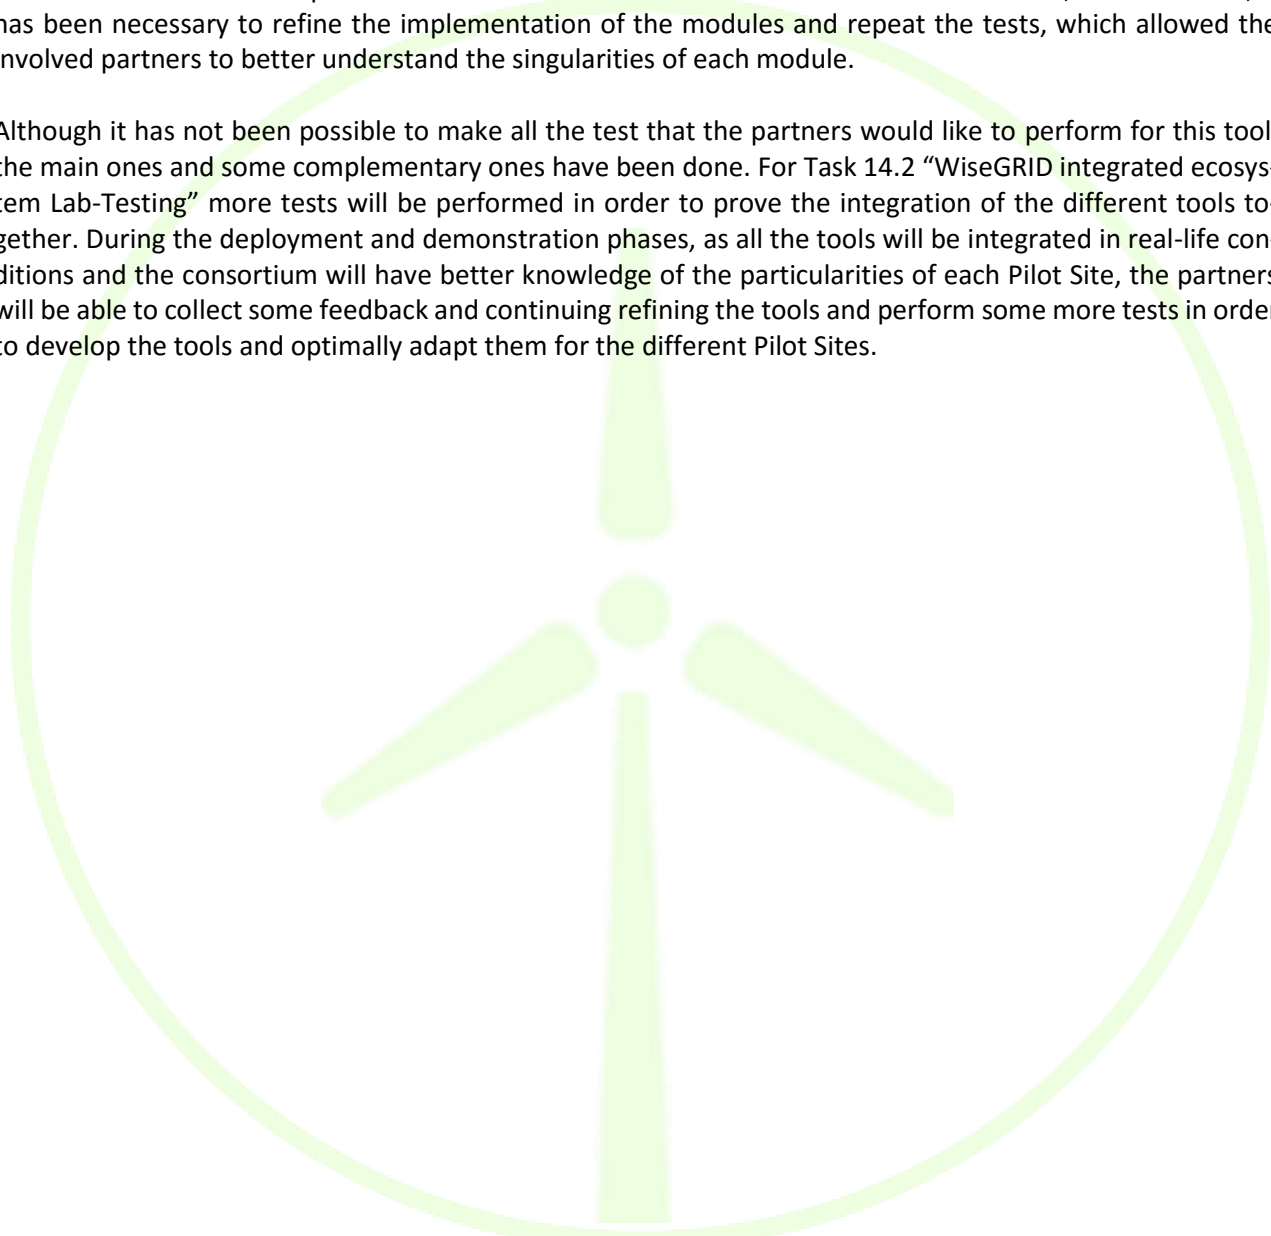 has been necessary to refine the implementation of the modules and repeat the tests, which allowed the
involved partners to better understand the singularities of each module.
Although it has not been possible to make all the test that the partners would like to perform for this tool
the main ones and some complementary ones have been done. For Task 14.2 “WiseGRID integrated ecosys-
tem Lab-Testing” more tests will be performed in order to prove the integration of the different tools to-
gether. During the deployment and demonstration phases, as all the tools will be integrated in real-life con-
ditions and the consortium will have better knowledge of the particularities of each Pilot Site, the partners
will be able to collect some feedback and continuing refining the tools and perform some more tests in order
to develop the tools and optimally adapt them for the different Pilot Sites.